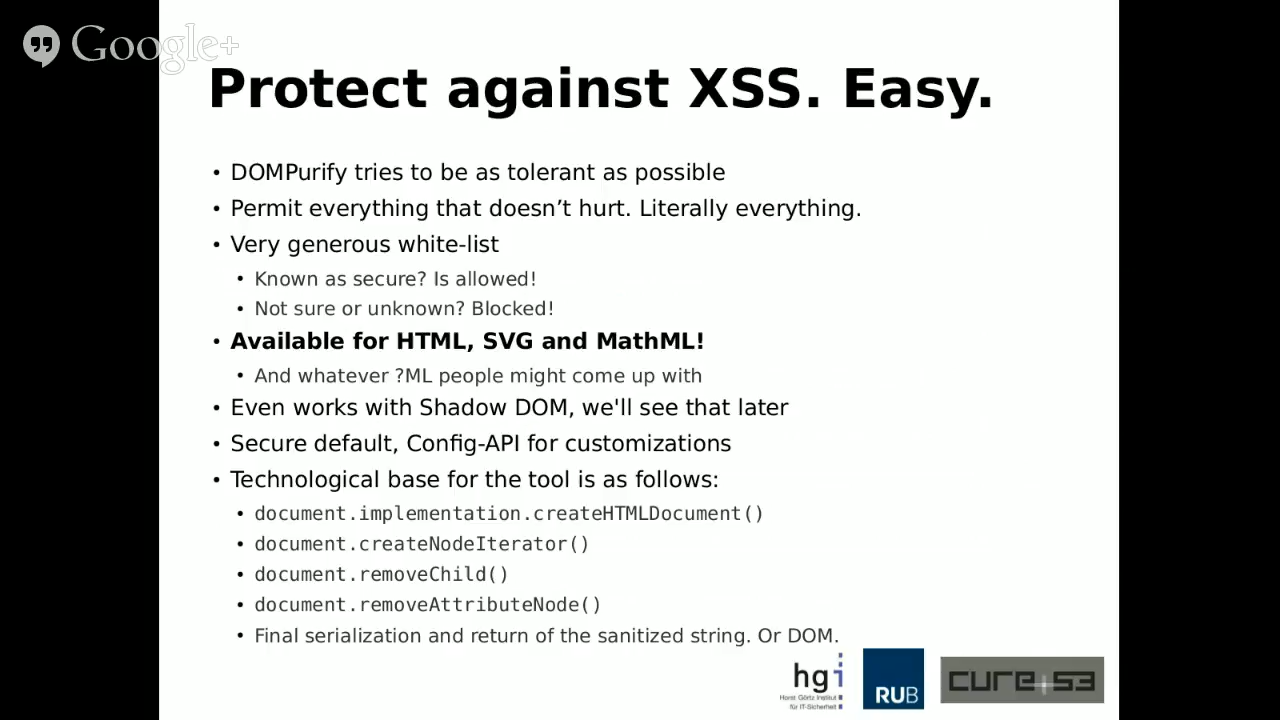 Google+
Protect against XSS. Easy.
• DOMPurify tries to be as tolerant as possible
• Permit everything that doesn’t hurt. Literally everything.
• Very generous white-list
• Known as secure? Is allowed!
• Not sure or unknown? Blocked!
• Available for HTML, SVG and MathML!
• And whatever ?ML people might come up with
• Even works with Shadow DOM, we'll see that later
• Secure default, Config-API for customizations
• Technological base for the tool is as follows:
• document.implementation.createHTMLDocument()
• document.createNodeIterator()
• document.removeChild()
• document.removeAttributeNode()
• Final serialization and return of the sanitized string. Or DOM.
hgi
Horst Görtz Institut
für IT-Sicherheit
RUB
cure+53